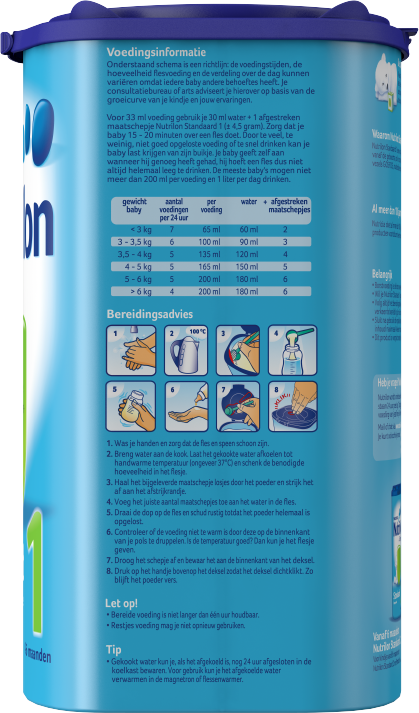 Voedingsinformatie
Onderstaand schema is een richtlijn: de voedingstijden, de
hoeveelheid flesvoeding en de verdeling over de dag kunnen
variëren omdat iedere baby andere behoeftes heeft. Je
consultatiebureau of arts adviseert je hierover op basis van de
groeicurve van je kindje en jouw ervaringen.
Voor 33 ml voeding gebruik je 30 ml water + 1 afgestreken
maatschepje Nutrilon Standaard 1 (± 4,5 gram). Zorg dat je
baby 15 - 20 minuten over een fles doet. Door te veel, te
weinig, niet goed opgeloste voeding of te snel drinken kan je
baby last krijgen van zijn buikje. Je baby geeft zelf aan
wanneer hij genoeg heeft gehad, hij hoeft een fles dus niet
altijd helemaal leeg te drinken. De meeste baby's mogen niet
meer dan 200 ml per voeding en 1 liter per dag drinken.
gewicht baby aantal voedingen per 24 uur per voeding water + afgestreken maatschepjes
< 3 kg 7 65 ml 60 ml 2
3 – 3,5 kg 6 100 ml 90 ml 3
3,5 – 4 kg 5 135 ml 120 ml 4
4 – 5 kg 5 165 ml 150 ml 5
5 – 6 kg 5 200 ml 180 ml 6
> 6 kg 4 200 ml 180 ml 6
Bereidingsadvies
1 2 100°C 3 4
5 6 7 8 KLIK!
1. Was je handen en zorg dat de fles en speen schoon zijn.
2. Breng water aan de kook. Laat het gekookte water afkoelen tot
handwarme temperatuur (ongeveer 37°C) en schenk de benodigde
hoeveelheid in het flesje.
3. Haal het bijgeleverde maatschepje losjes door het poeder en strijk het
af aan de afstrijkrandje.
4. Voeg het juiste aantal maatschepjes toe aan het water in de fles.
5. Draai de dop op de fles en schud rustig totdat het poeder helemaal is
opgelost.
6. Controleer of de voeding niet te warm is door deze op de binnenkant
van je pols te druppelen. Is de temperatuur goed? Dan kun je het flesje
geven.
7. Droog het schepje af en bewaar het aan de binnenkant van het deksel.
8. Druk op het handje bovenop het deksel zodat het deksel dichtklikt. Zo
blijft het poeder vers.
Let op!
• Bereide voeding is niet langer dan één uur houdbaar.
• Restjes voeding mag je niet opnieuw gebruiken.
Tip
• Gekookt water kun je, als het afgekoeld is, nog 24 uur afgesloten in de
koelkast bewaren. Voor gebruik kun je het afgekoelde water
verwarmen in de magnetron of flessenwarmer.
on
1
maanden
Belangrijk
Vanaf 6 maand
Nutrilon Standa